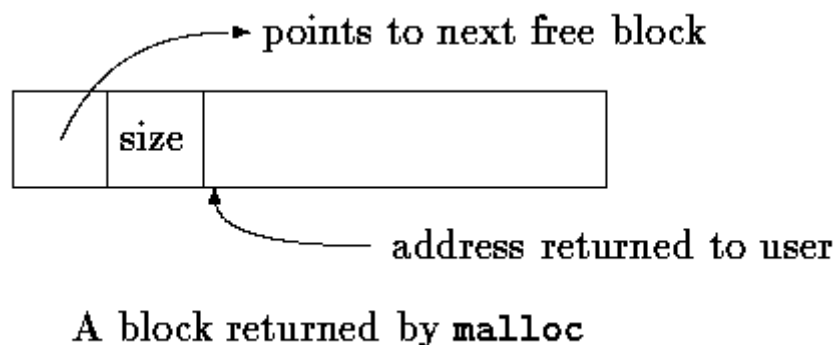 points to next free block
size
address returned to user
A block returned by malloc